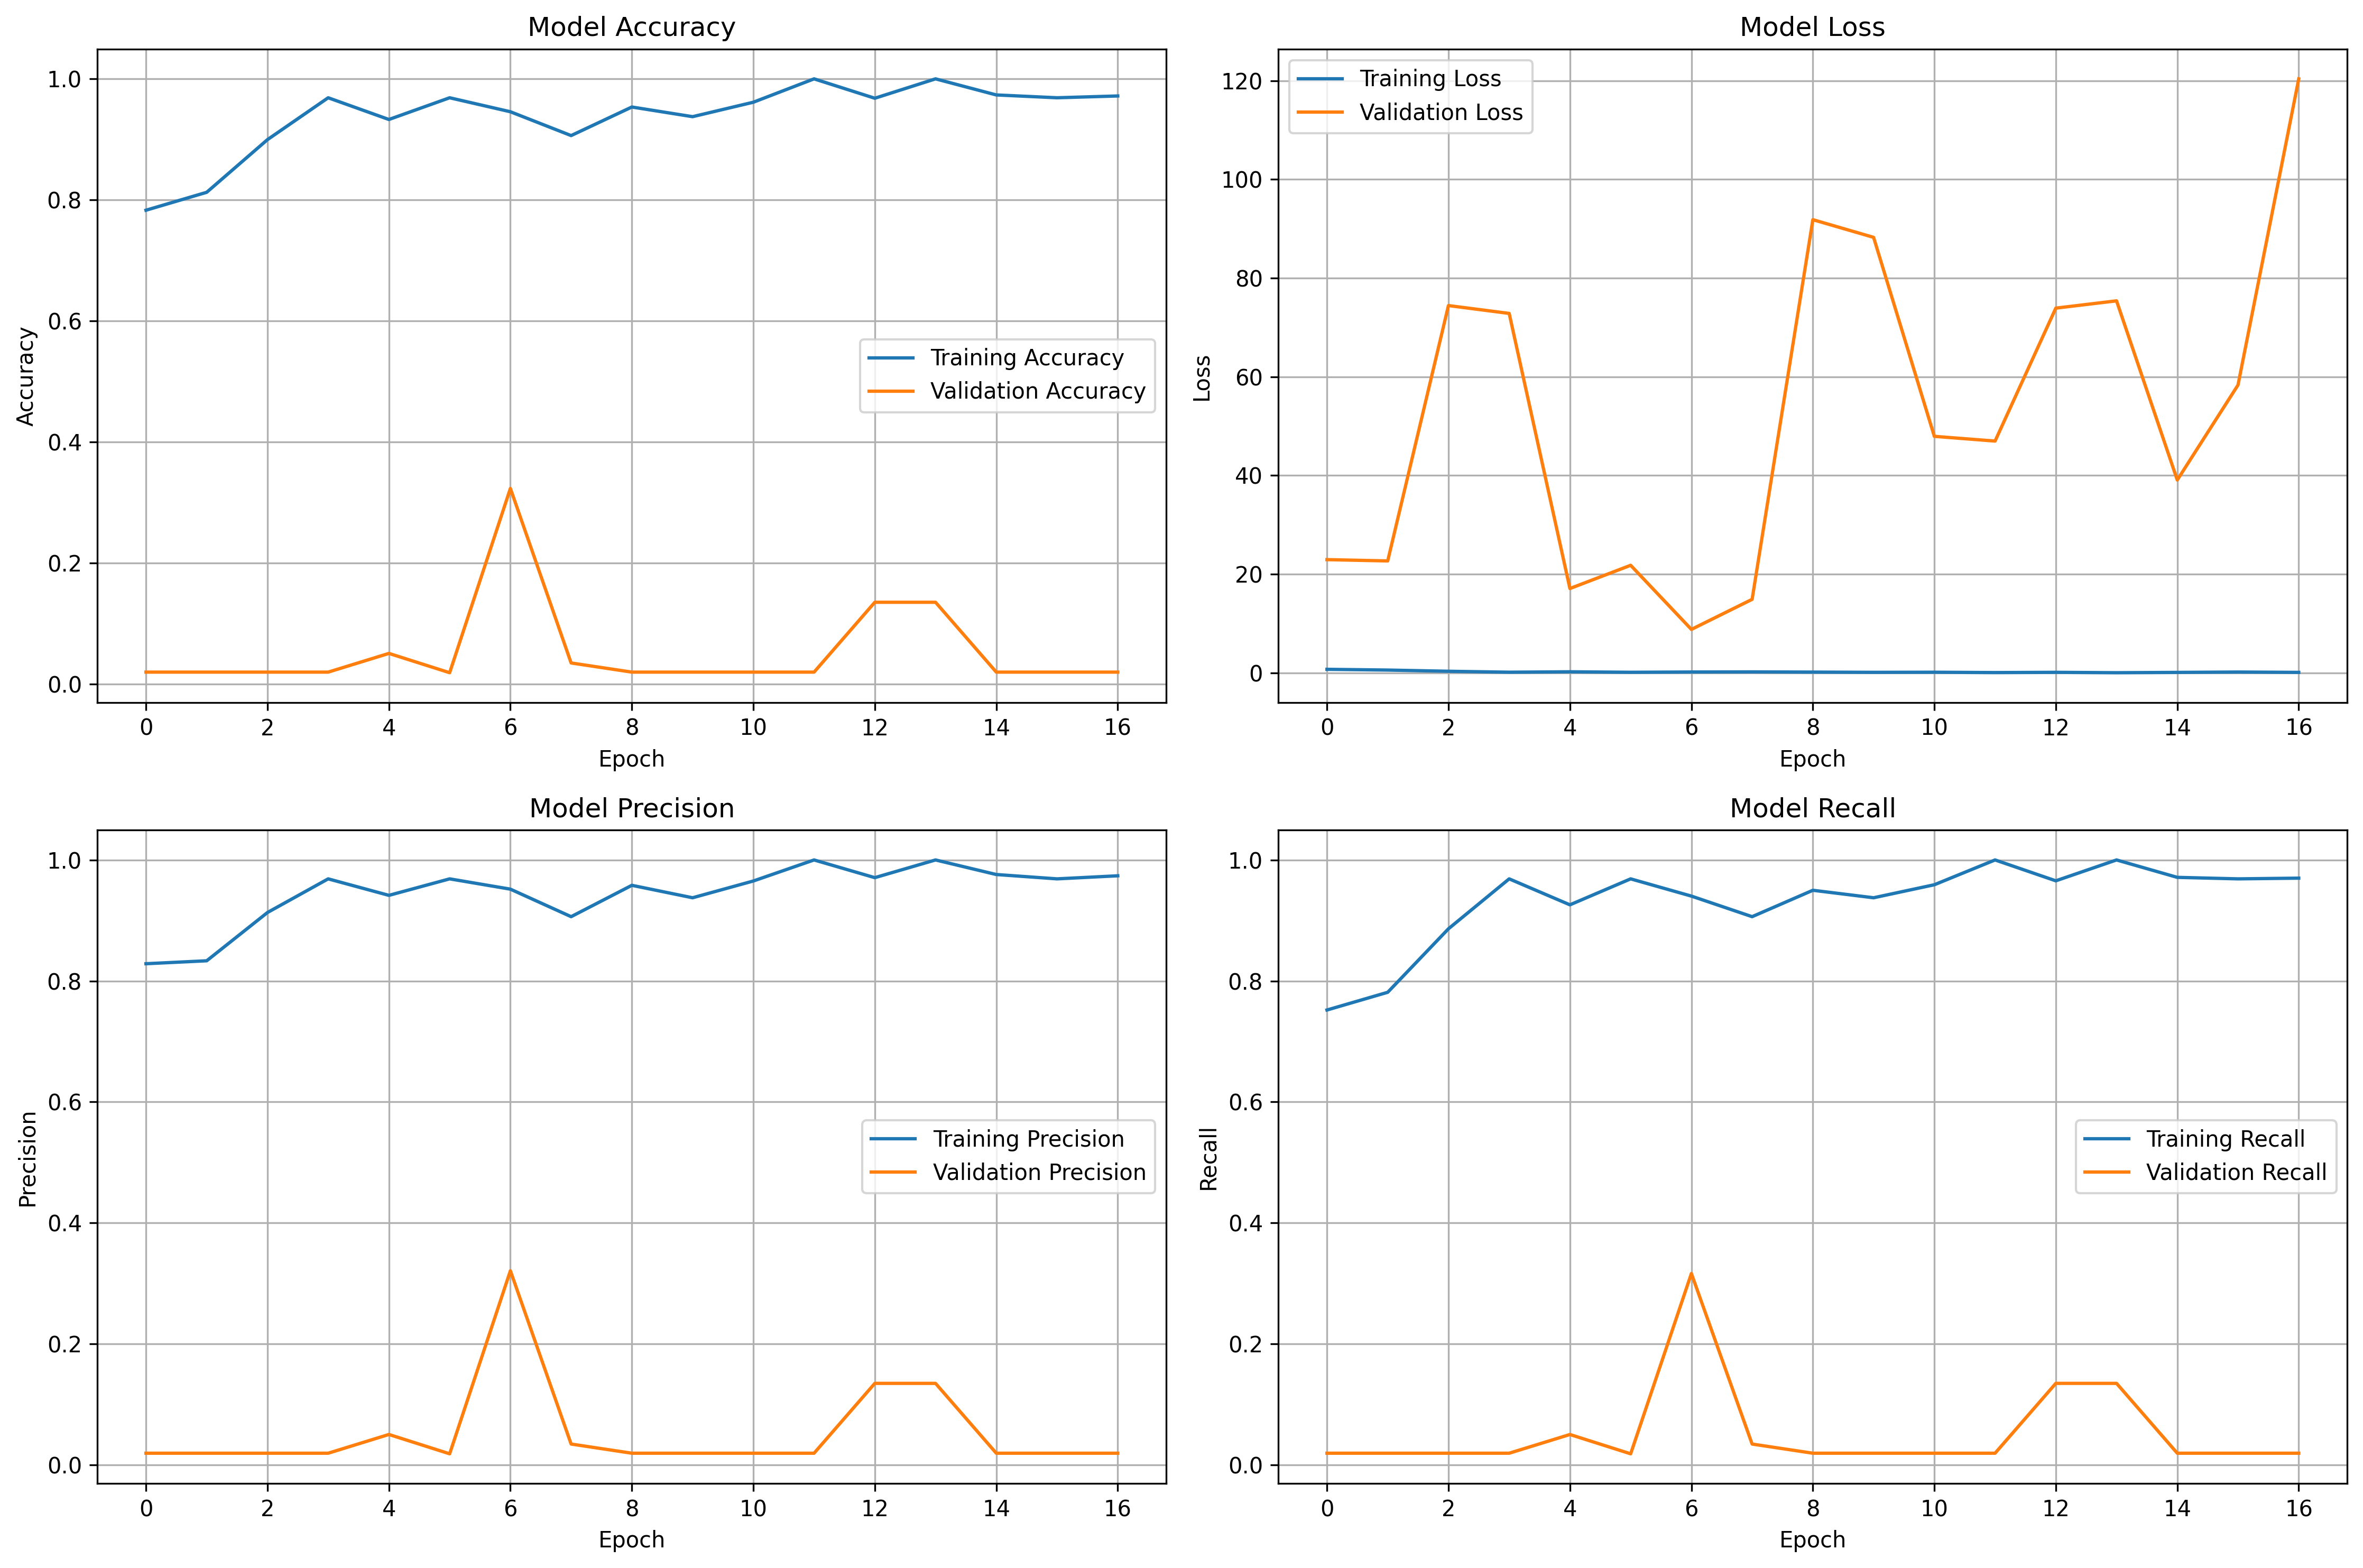 Model Accuracy
1.0
0.8
0.6
0.4
0.2
0.0
Accuracy
Training Accuracy
Validation Accuracy
0 2 4 6 8 10 12 14 16
Epoch
Model Loss
Training Loss
Validation Loss
120
100
80
60
40
20
0
Loss
0 2 4 6 8 10 12 14 16
Epoch
Model Precision
1.0
0.8
0.6
0.4
0.2
0.0
Precision
Training Precision
Validation Precision
0 2 4 6 8 10 12 14 16
Epoch
Model Recall
1.0
0.8
0.6
0.4
0.2
0.0
Recall
Training Recall
Validation Recall
0 2 4 6 8 10 12 14 16
Epoch